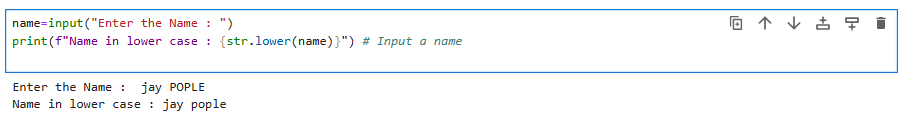 name=input("Enter the Name : ")
print(f"Name in lower case : {str.lower(name)}") # Input a name
Enter the Name :  jay POPLE
Name in lower case : jay pople